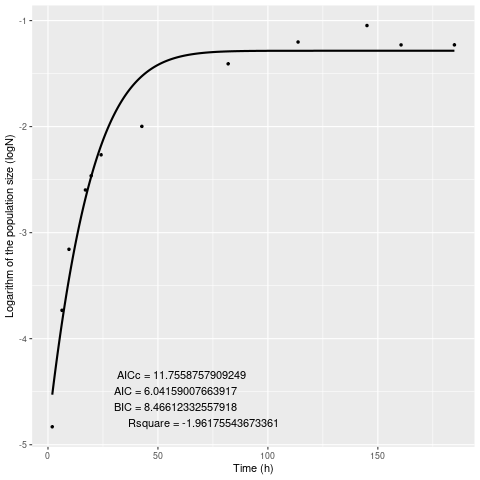 -1
-2
-3
-4
-5
Logarithm of the population size (logN)
AICc = 11.7558757909249
AIC = 6.04159007663917
BIC = 8.46612332557918
Rsquare = -1.96175543673361
0
50
100
150
Time (h)